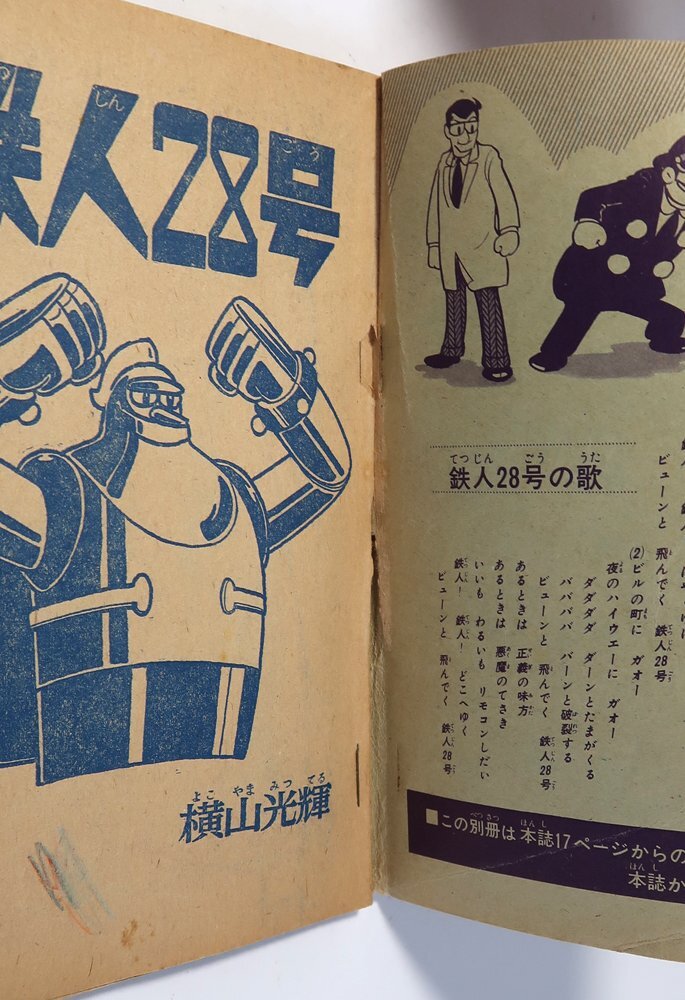 鉄人28号
横山光輝
鉄人28号の歌
ビューンと 飛んでく 鉄人28号
(2)ビルの町に ガオー
夜のハイウエーに ガオー
ダダダダ ダーンとたまがくる
ババババ バーンと破裂する
ビューンと 飛んでく 鉄人28号
あるときは 正義の味方
あるときは 悪魔のてさき
いいも わるいも リモコンしだい
鉄人! 鉄人! どこへゆく
ビューンと 飛んでく 鉄人28号
■この別冊は本誌17ページからの
本誌か